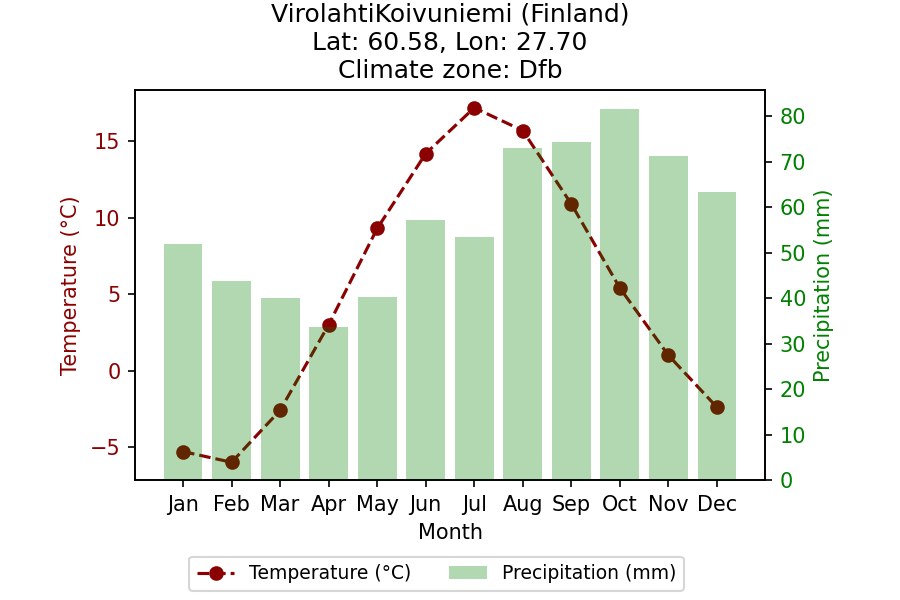 VirolahtiKoivuniemi (Finland)
Lat: 60.58, Lon: 27.70
Climate zone: Dfb
Temperature (°C)
15
10
5
0
−5
80
70
60
50
40
30
20
10
0
Precipitation (mm)
Jan Feb Mar Apr May Jun Jul Aug Sep Oct Nov Dec
Month
Temperature (°C) Precipitation (mm)